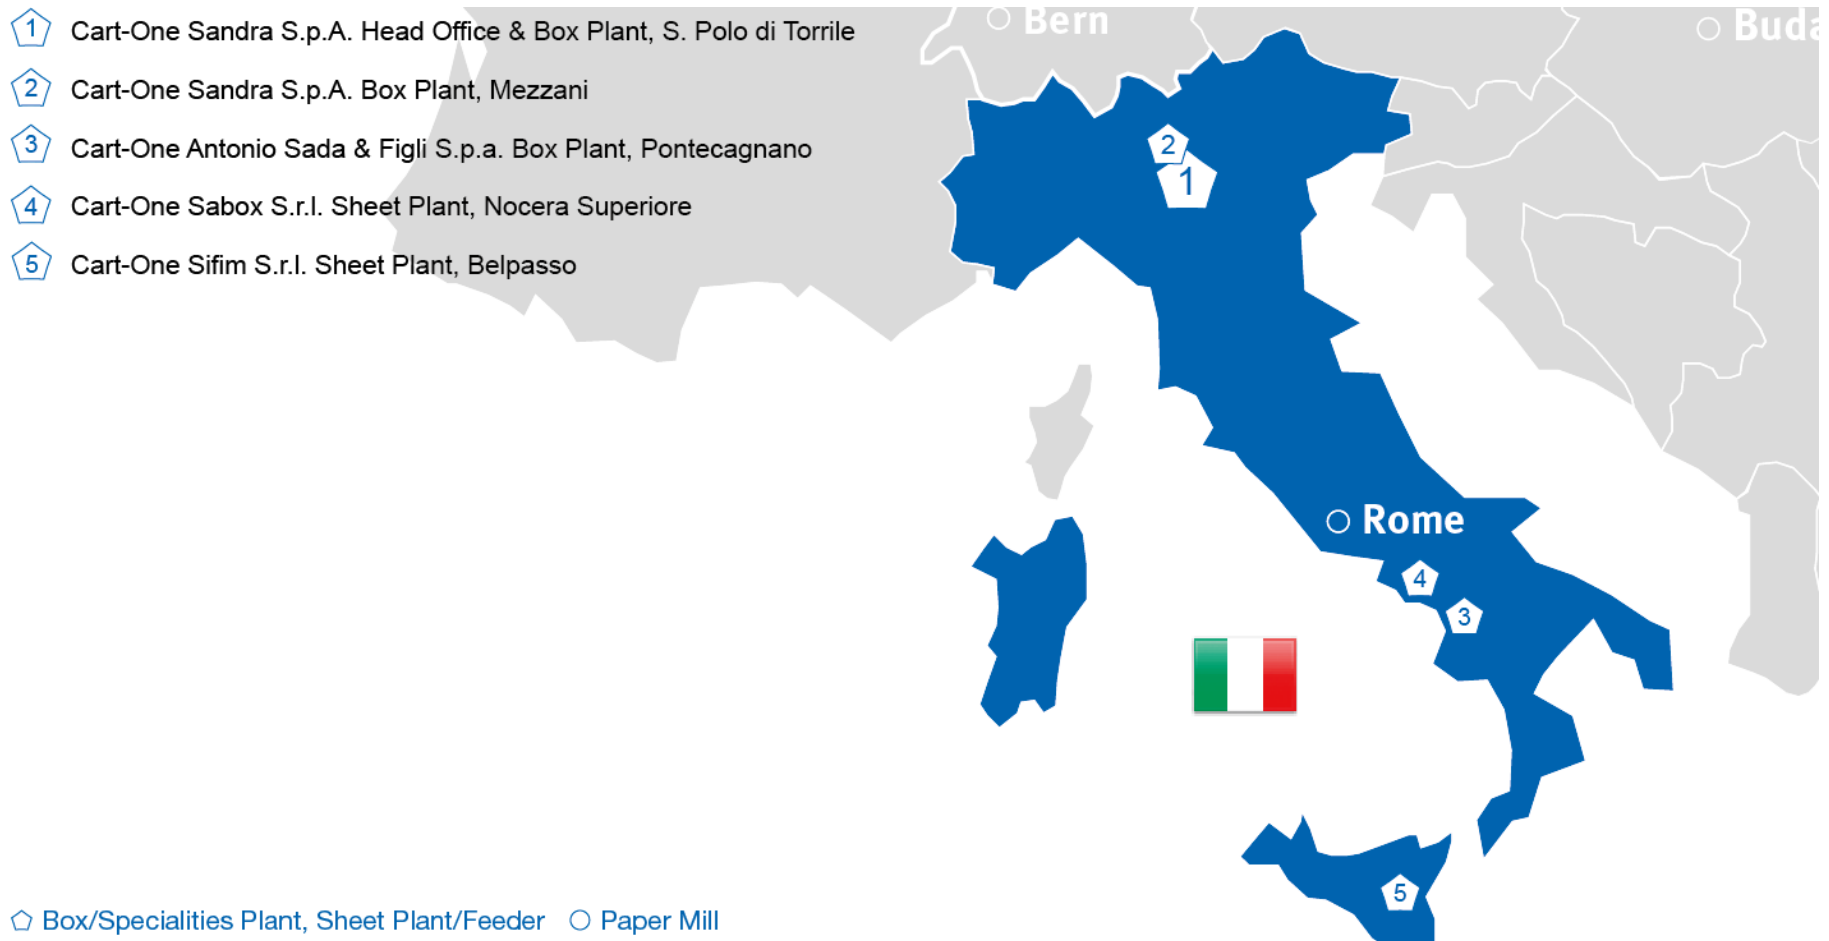 1 Cart-One Sandra S.p.A. Head Office & Box Plant, S. Polo di Torrile
2 Cart-One Sandra S.p.A. Box Plant, Mezzani
3 Cart-One Antonio Sada & Figli S.p.a. Box Plant, Pontecagnano
4 Cart-One Sabox S.r.l. Sheet Plant, Nocera Superiore
5 Cart-One Sifim S.r.l. Sheet Plant, Belpasso
Bern
Buda
2
1
Rome
4
3
5
Box/Specialities Plant, Sheet Plant/Feeder Paper Mill